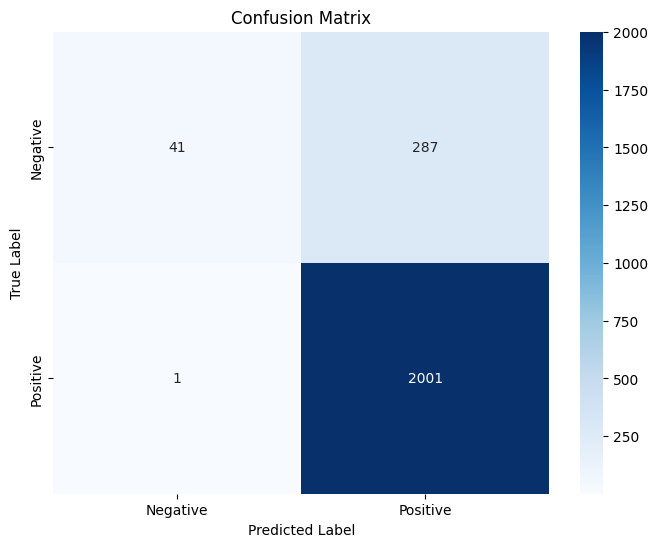 Confusion Matrix
Negative
41
287
Positive
1
2001
True Label
Negative
Positive
Predicted Label
2000
1750
1500
1250
1000
750
500
250